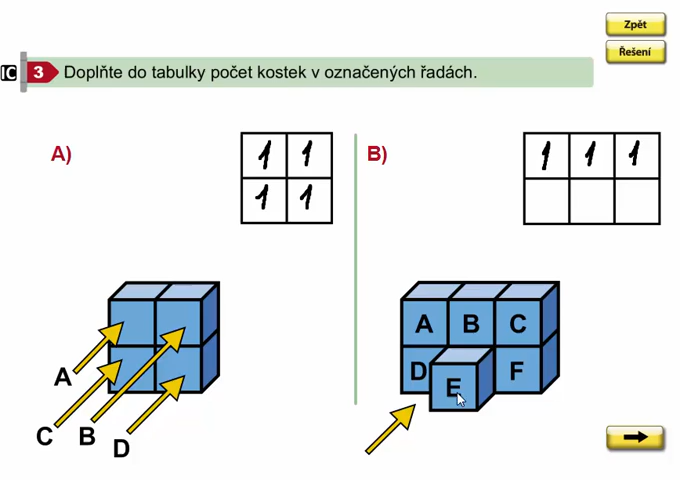 Zpět
Řešení
IC 3 Doplňte do tabulky počet kostek v označených řadách.
A)
1 1
1 1
B)
1 1 1
A
C
B
D
A B C
D E F